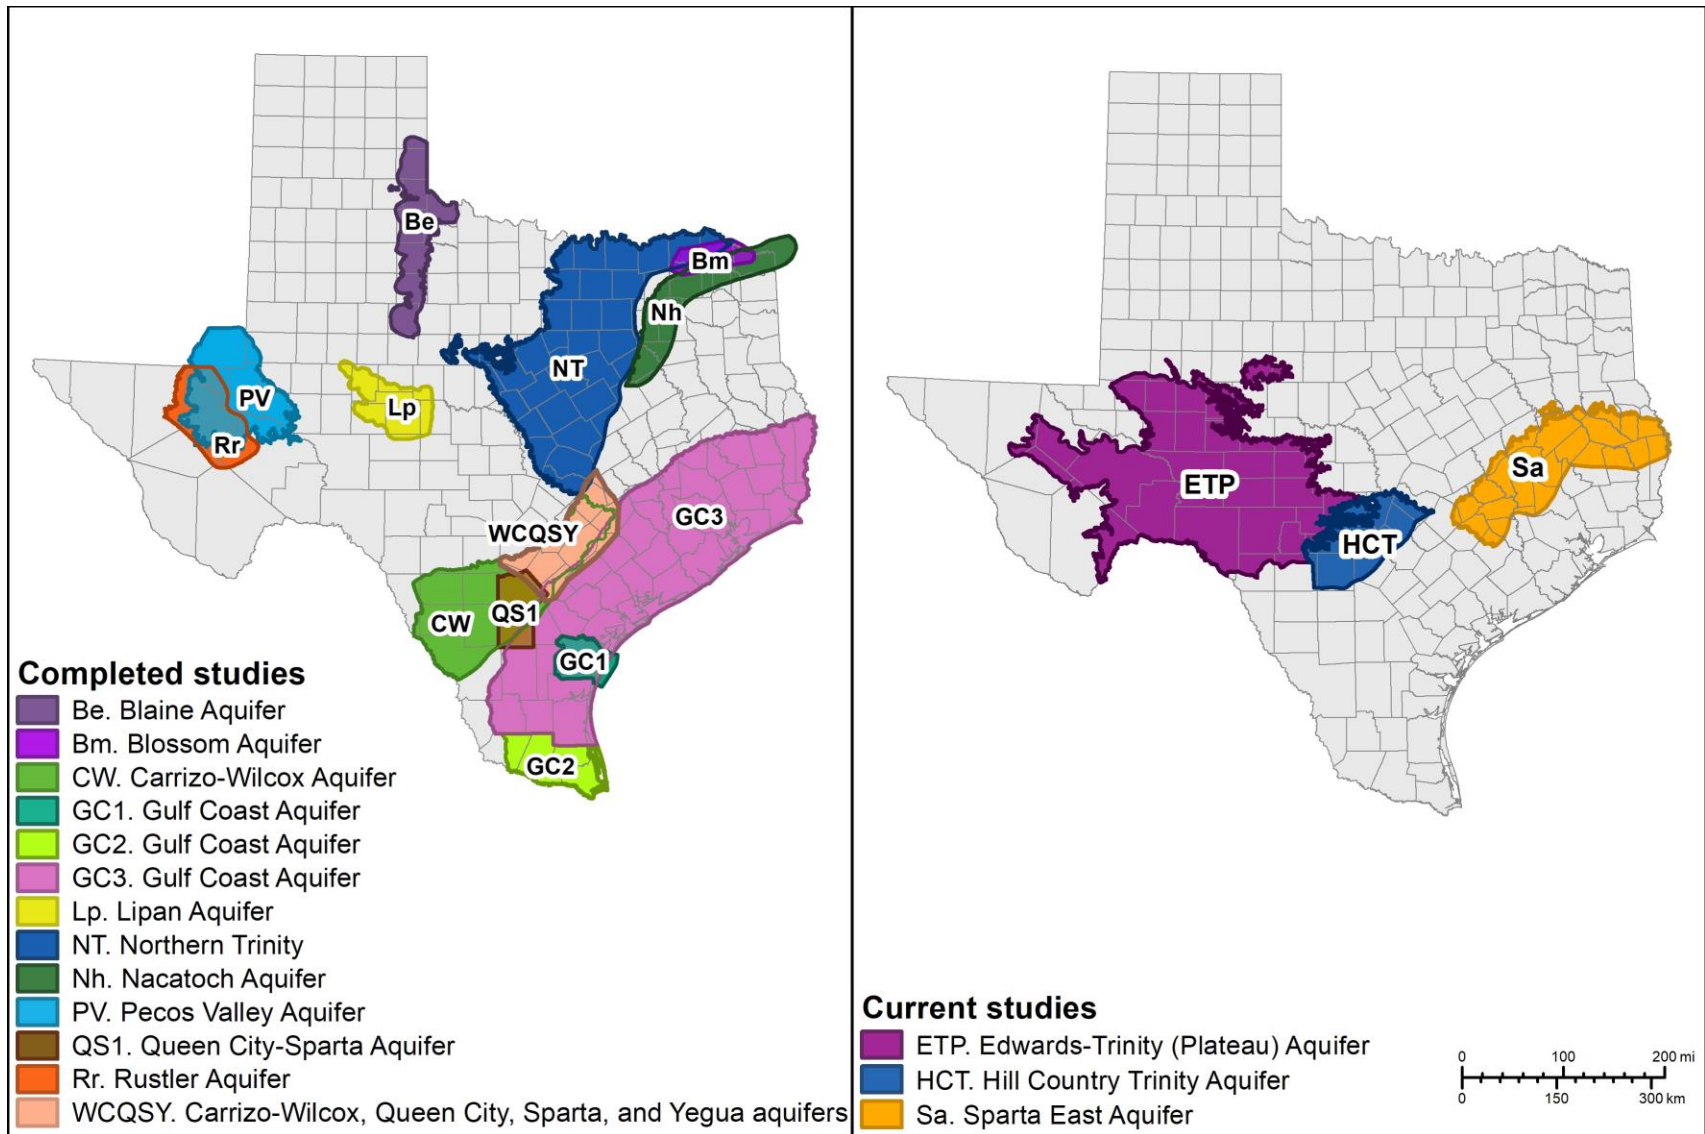 Be
Bm
Nh
NT
PV
Lp
Rr
GC3
WCQSY
QS1
CW
GC1
GC2
Completed studies
Be. Blaine Aquifer
Bm. Blossom Aquifer
CW. Carrizo-Wilcox Aquifer
GC1. Gulf Coast Aquifer
GC2. Gulf Coast Aquifer
GC3. Gulf Coast Aquifer
Lp. Lipan Aquifer
NT. Northern Trinity
Nh. Nacatoch Aquifer
PV. Pecos Valley Aquifer
QS1. Queen City-Sparta Aquifer
Rr. Rustler Aquifer
WCQSY. Carrizo-Wilcox, Queen City, Sparta, and Yegua aquifers
Sa
ETP
HCT
Current studies
ETP. Edwards-Trinity (Plateau) Aquifer
HCT. Hill Country Trinity Aquifer
Sa. Sparta East Aquifer
0 100 200 mi
0 150 300 km